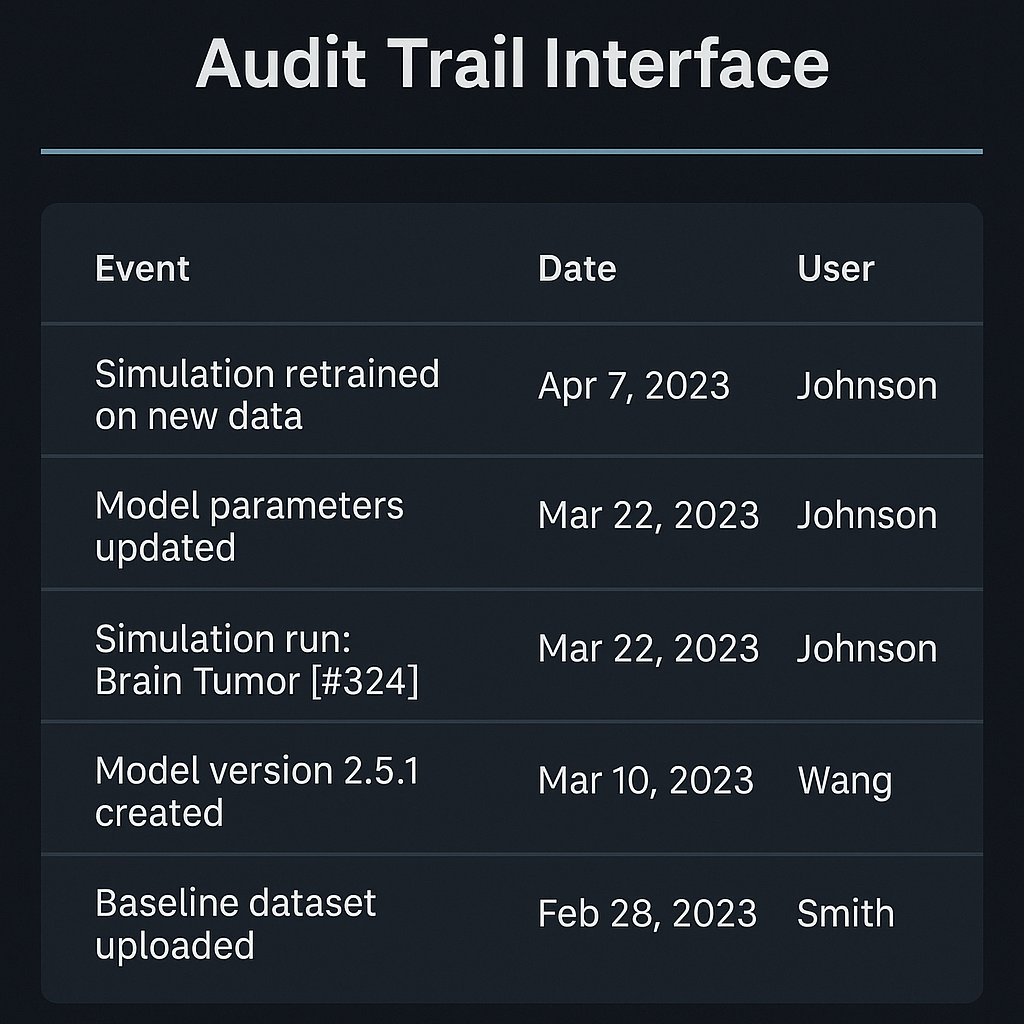 Audit Trail Interface
Event Date User
Simulation retrained
on new data
Apr 7, 2023 Johnson
Model parameters
updated
Mar 22, 2023 Johnson
Simulation run:
Brain Tumor [#324]
Mar 22, 2023 Johnson
Model version 2.5.1
created
Mar 10, 2023 Wang
Baseline dataset
uploaded
Feb 28, 2023 Smith